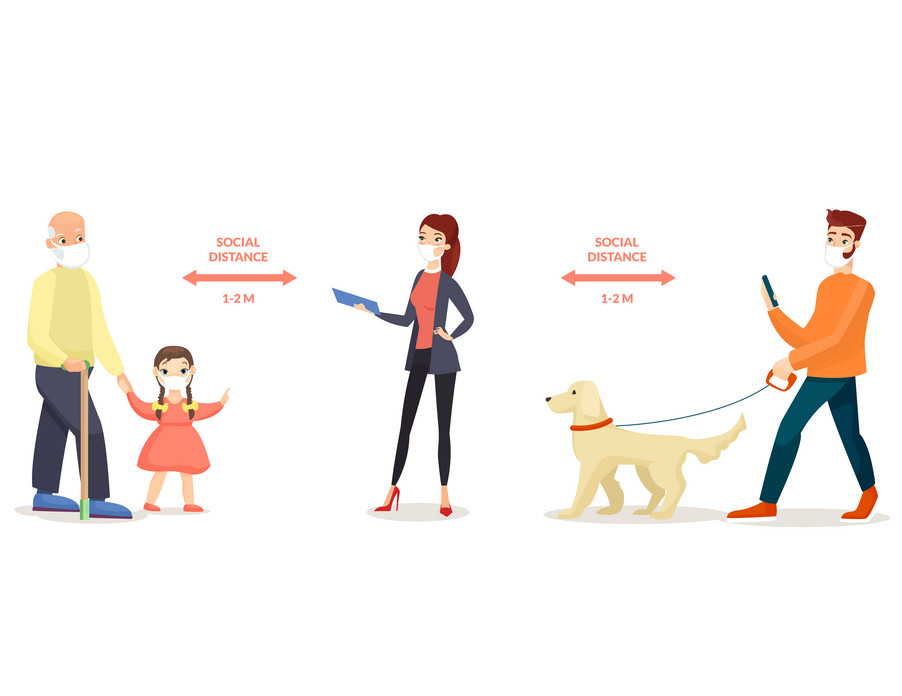 SOCIAL
DISTANCE
1-2 M
SOCIAL
DISTANCE
1-2 M